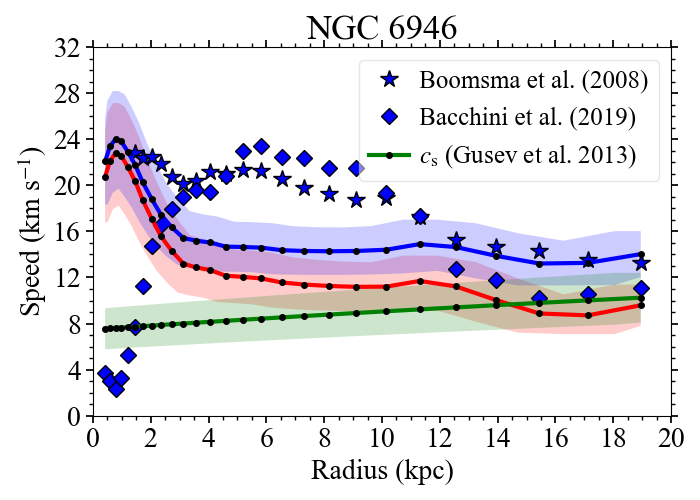 NGC 6946
32
28
24
20
16
12
8
4
0
Speed (km s⁻¹)
Boomsma et al. (2008)
Bacchini et al. (2019)
cₛ (Gusev et al. 2013)
0 2 4 6 8 10 12 14 16 18 20
Radius (kpc)